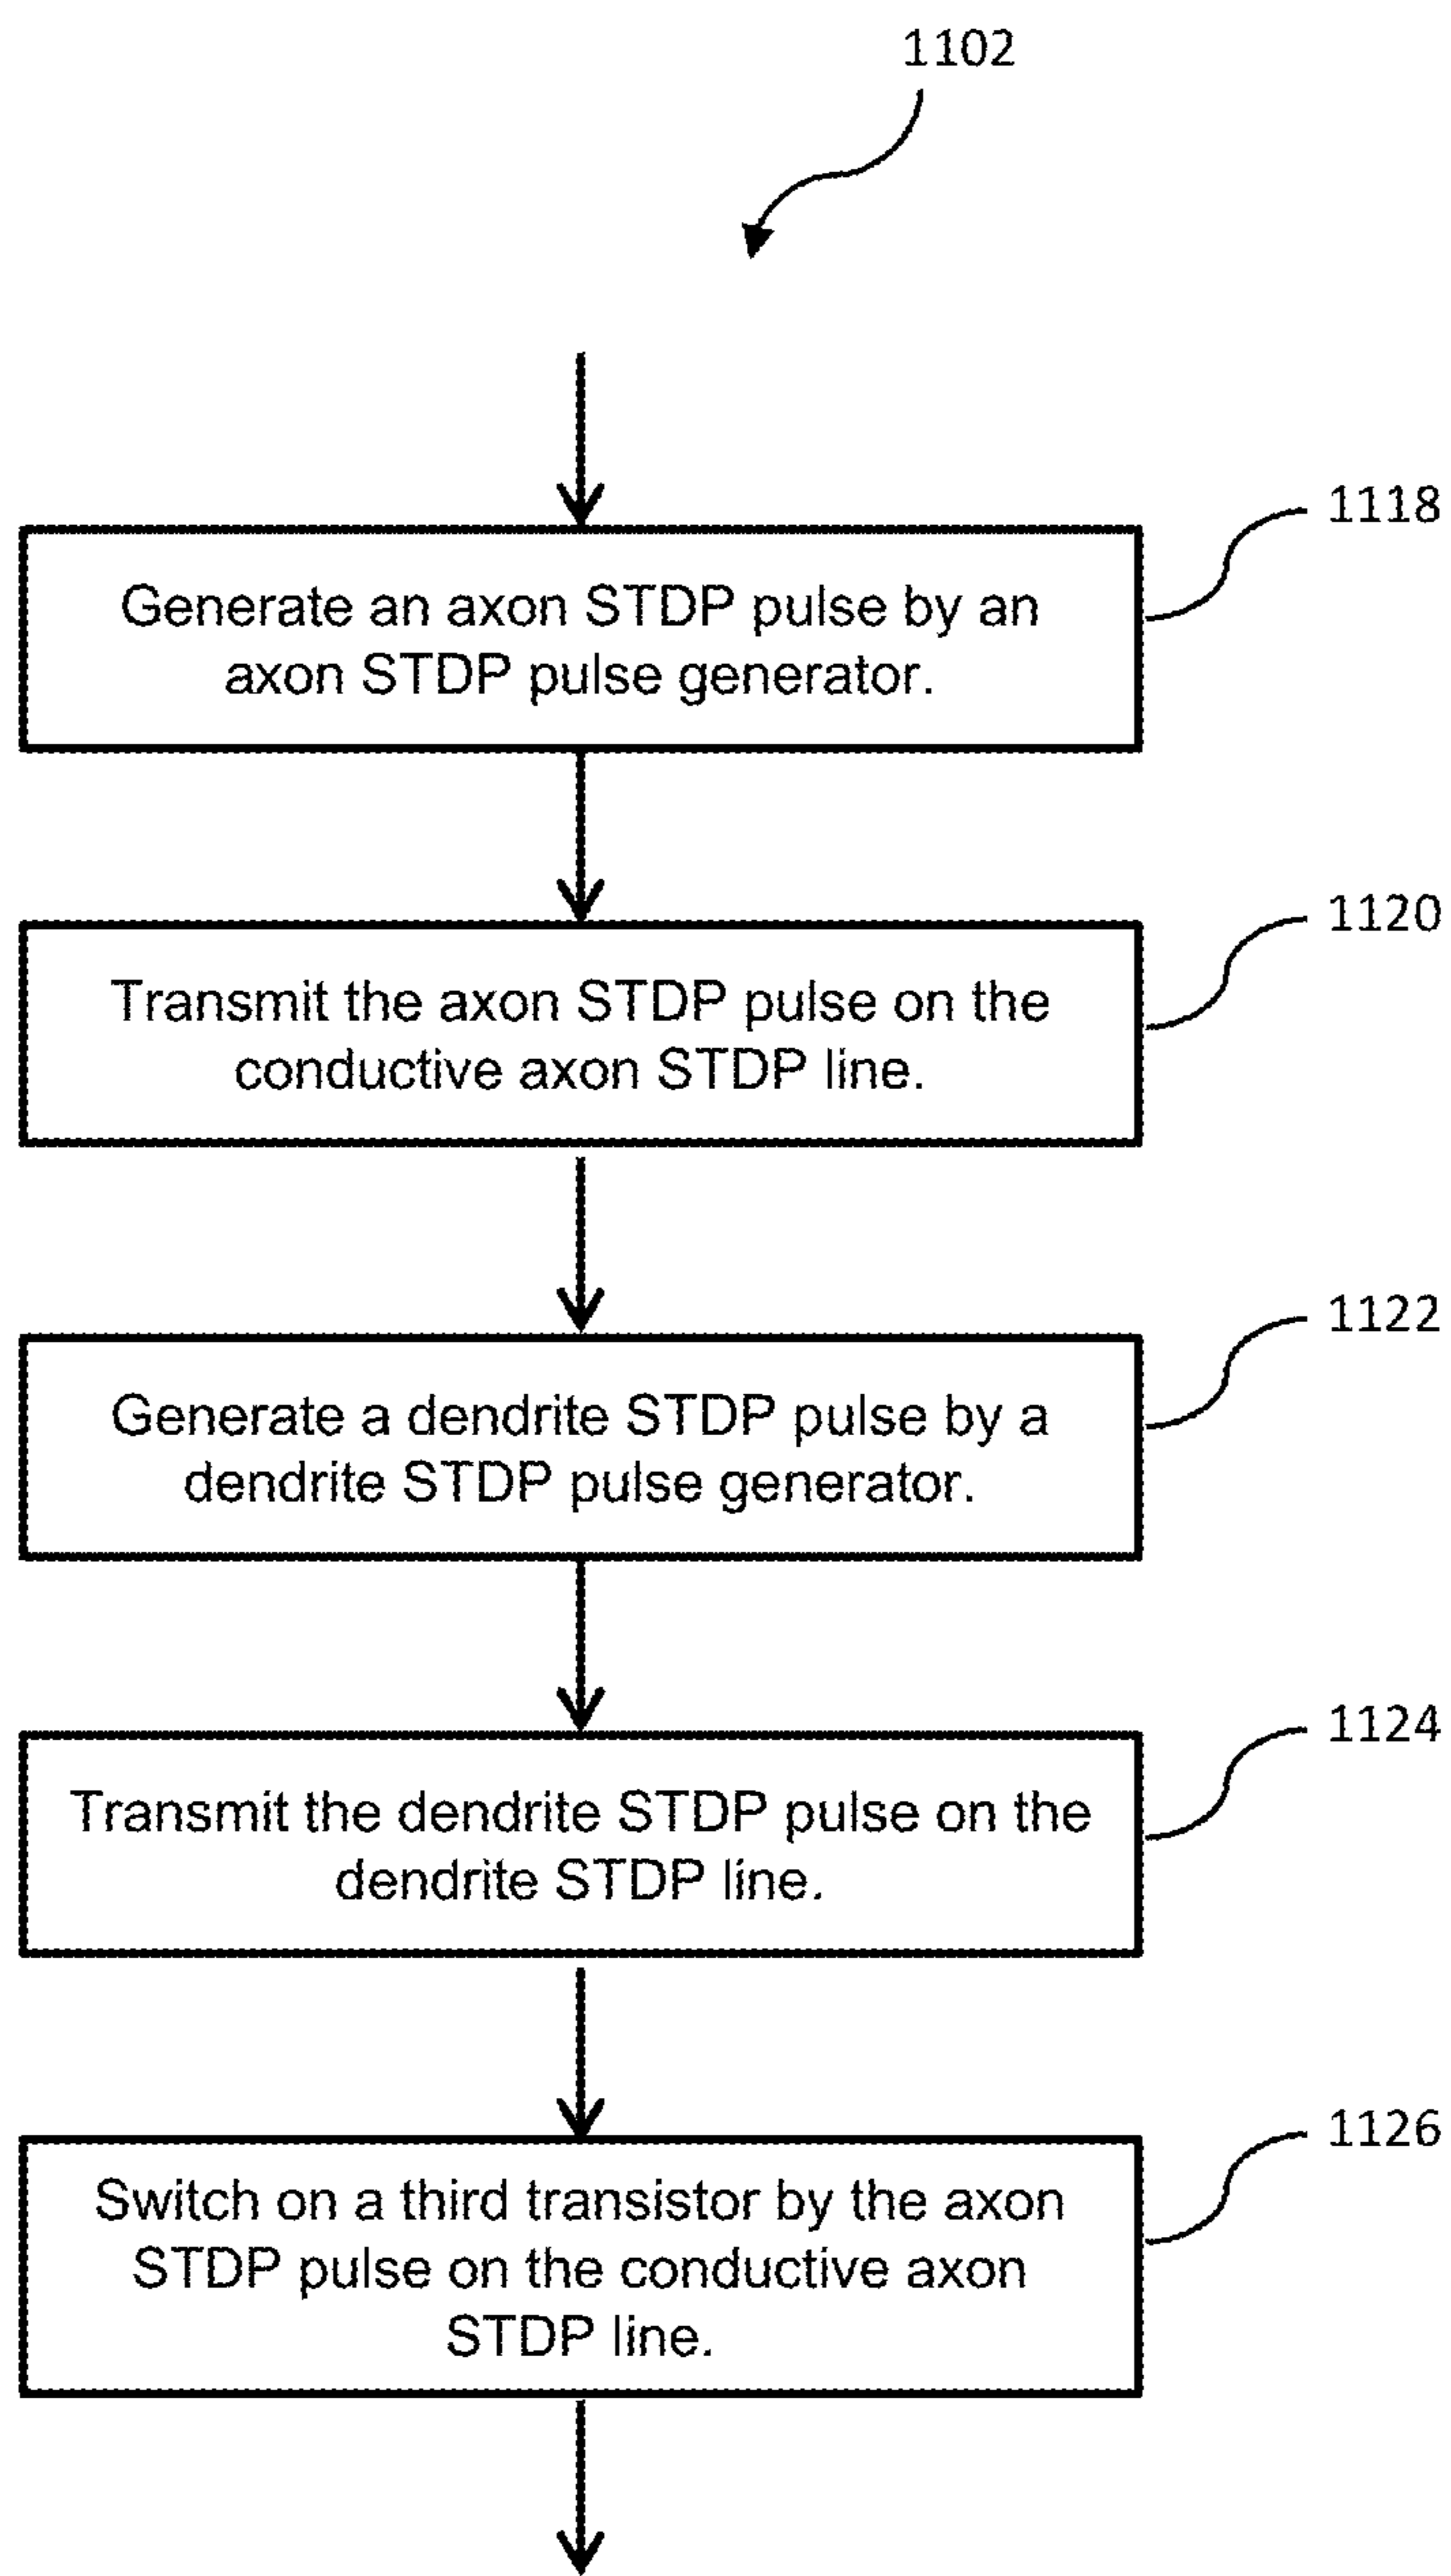 1102
1118
Generate an axon STDP pulse by an
axon STDP pulse generator.
1120
Transmit the axon STDP pulse on the
conductive axon STDP line.
1122
Generate a dendrite STDP pulse by a
dendrite STDP pulse generator.
1124
Transmit the dendrite STDP pulse on the
dendrite STDP line.
1126
Switch on a third transistor by the axon
STDP pulse on the conductive axon
STDP line.